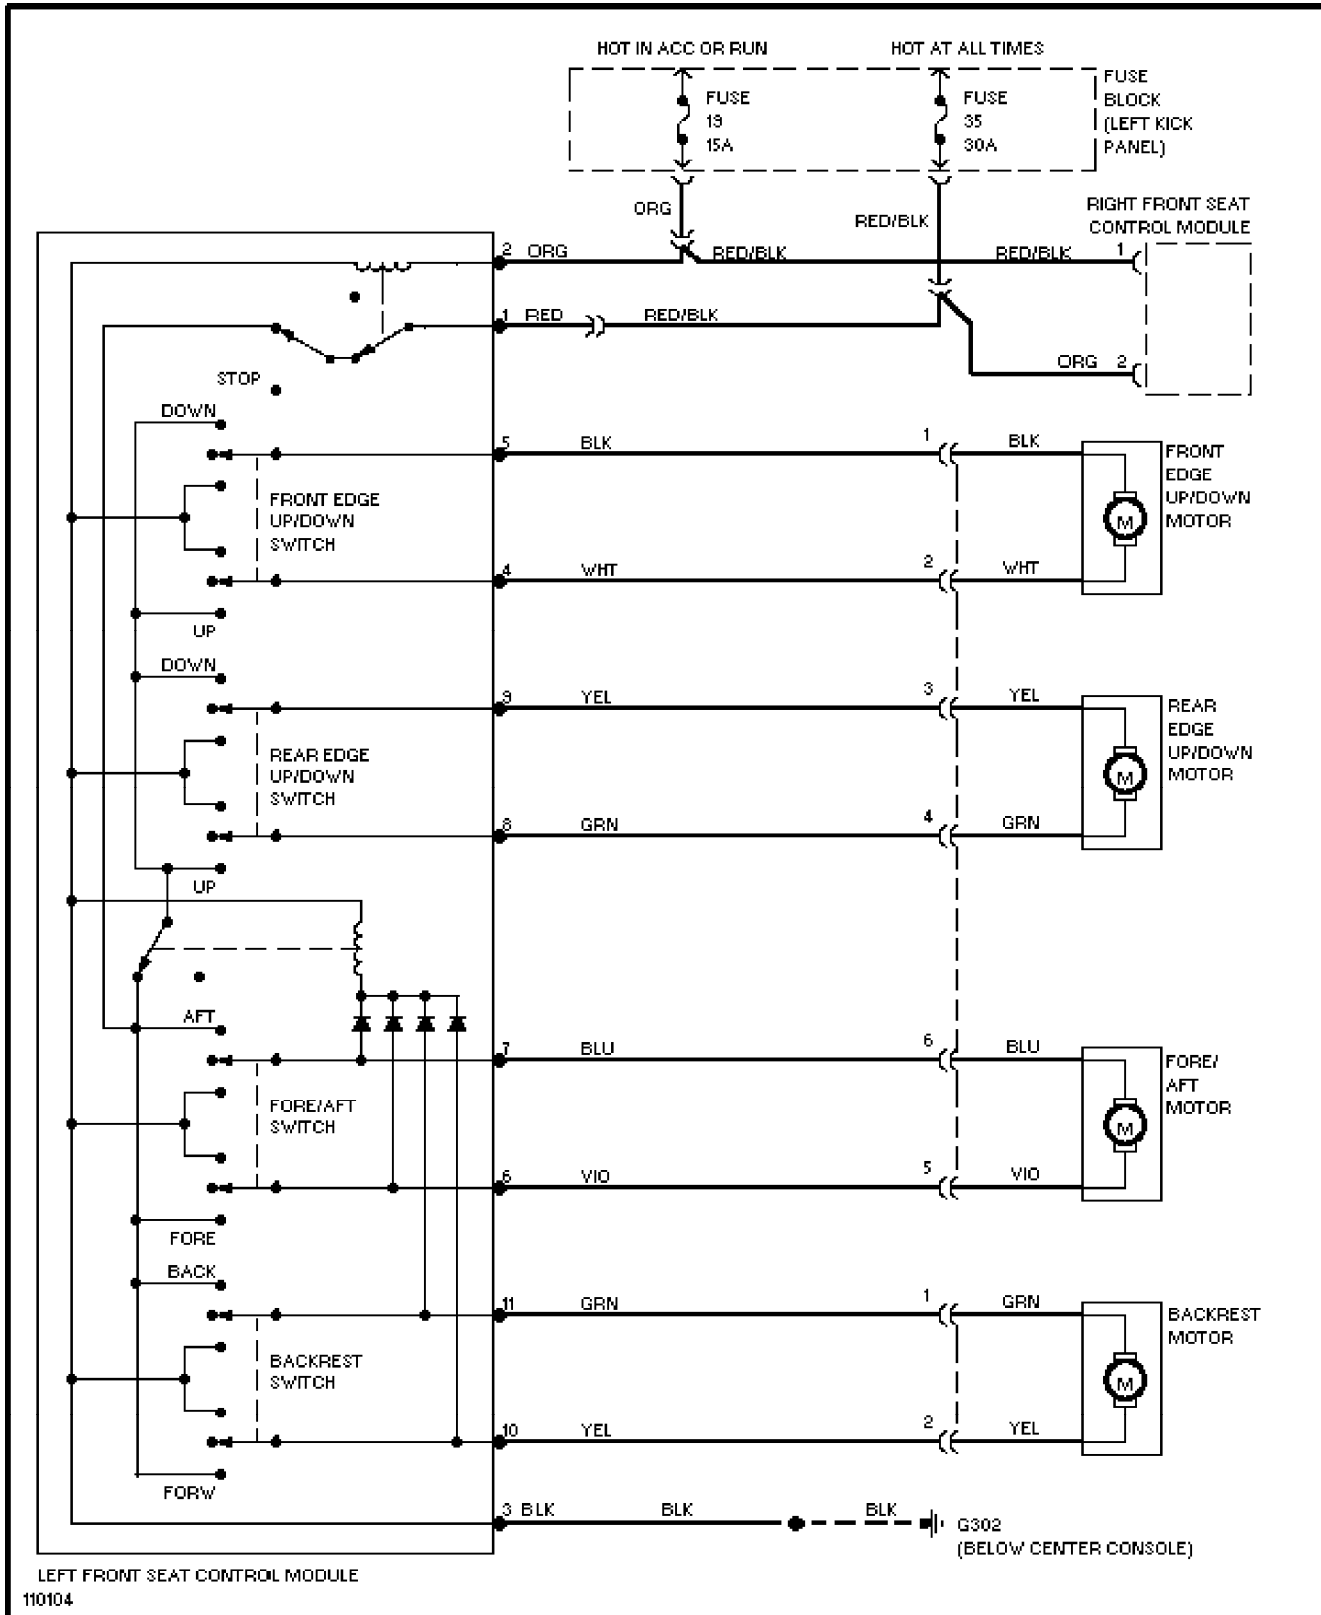 HOT IN ACC OR RUN
HOT AT ALL TIMES
FUSE
19
15A
FUSE
35
30A
FUSE
BLOCK
(LEFT KICK
PANEL)
ORG
RED/BLK
RIGHT FRONT SEAT
CONTROL MODULE
2 ORG
RED/BLK
RED/BLK
1
1 RED
RED/BLK
ORG 2
STOP
DOWN
5
BLK
1
BLK
FRONT
EDGE
UP/DOWN
MOTOR
M
FRONT EDGE
UP/DOWN
SWITCH
4
WHT
2
WHT
UP
DOWN
9
YEL
3
YEL
REAR
EDGE
UP/DOWN
MOTOR
M
REAR EDGE
UP/DOWN
SWITCH
8
GRN
4
GRN
UP
AFT
7
BLU
6
BLU
FORE/
AFT
MOTOR
M
FORE/AFT
SWITCH
6
VIO
5
VIO
FORE
BACK
11
GRN
1
GRN
BACKREST
MOTOR
M
BACKREST
SWITCH
10
YEL
2
YEL
FORW
3 BLK
BLK
BLK
G302
(BELOW CENTER CONSOLE)
LEFT FRONT SEAT CONTROL MODULE
110104